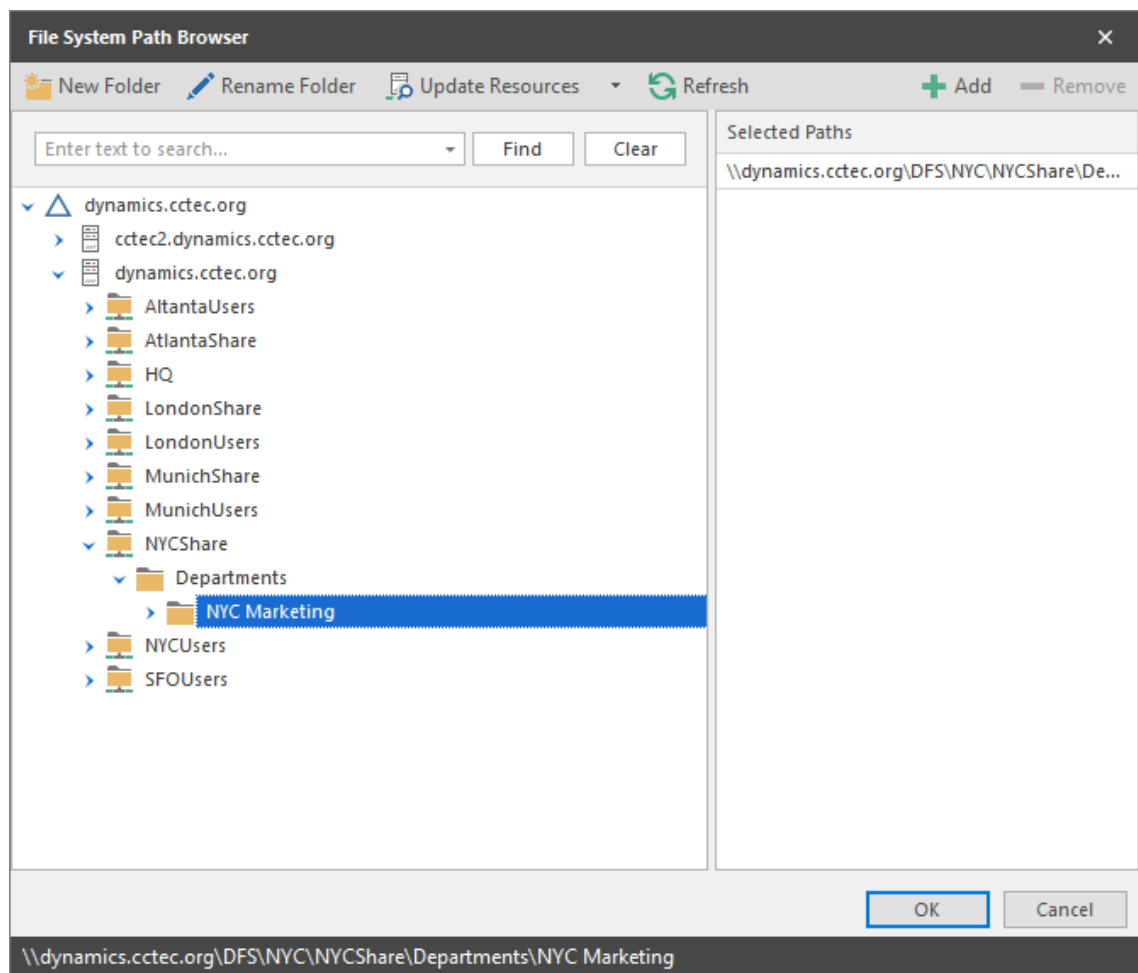 File System Path Browser
New Folder Rename Folder Update Resources Refresh Add Remove
Enter text to search... Find Clear
Selected Paths
\\dynamics.cctec.org\DFS\NYC\NYCShare\De...
dynamics.cctec.org
cctec2.dynamics.cctec.org
dynamics.cctec.org
AltantaUsers
AtlantaShare
HQ
LondonShare
LondonUsers
MunichShare
MunichUsers
NYCShare
Departments
NYC Marketing
NYCUsers
SFOUsers
OK Cancel
\\dynamics.cctec.org\DFS\NYC\NYCShare\Departments\NYC Marketing